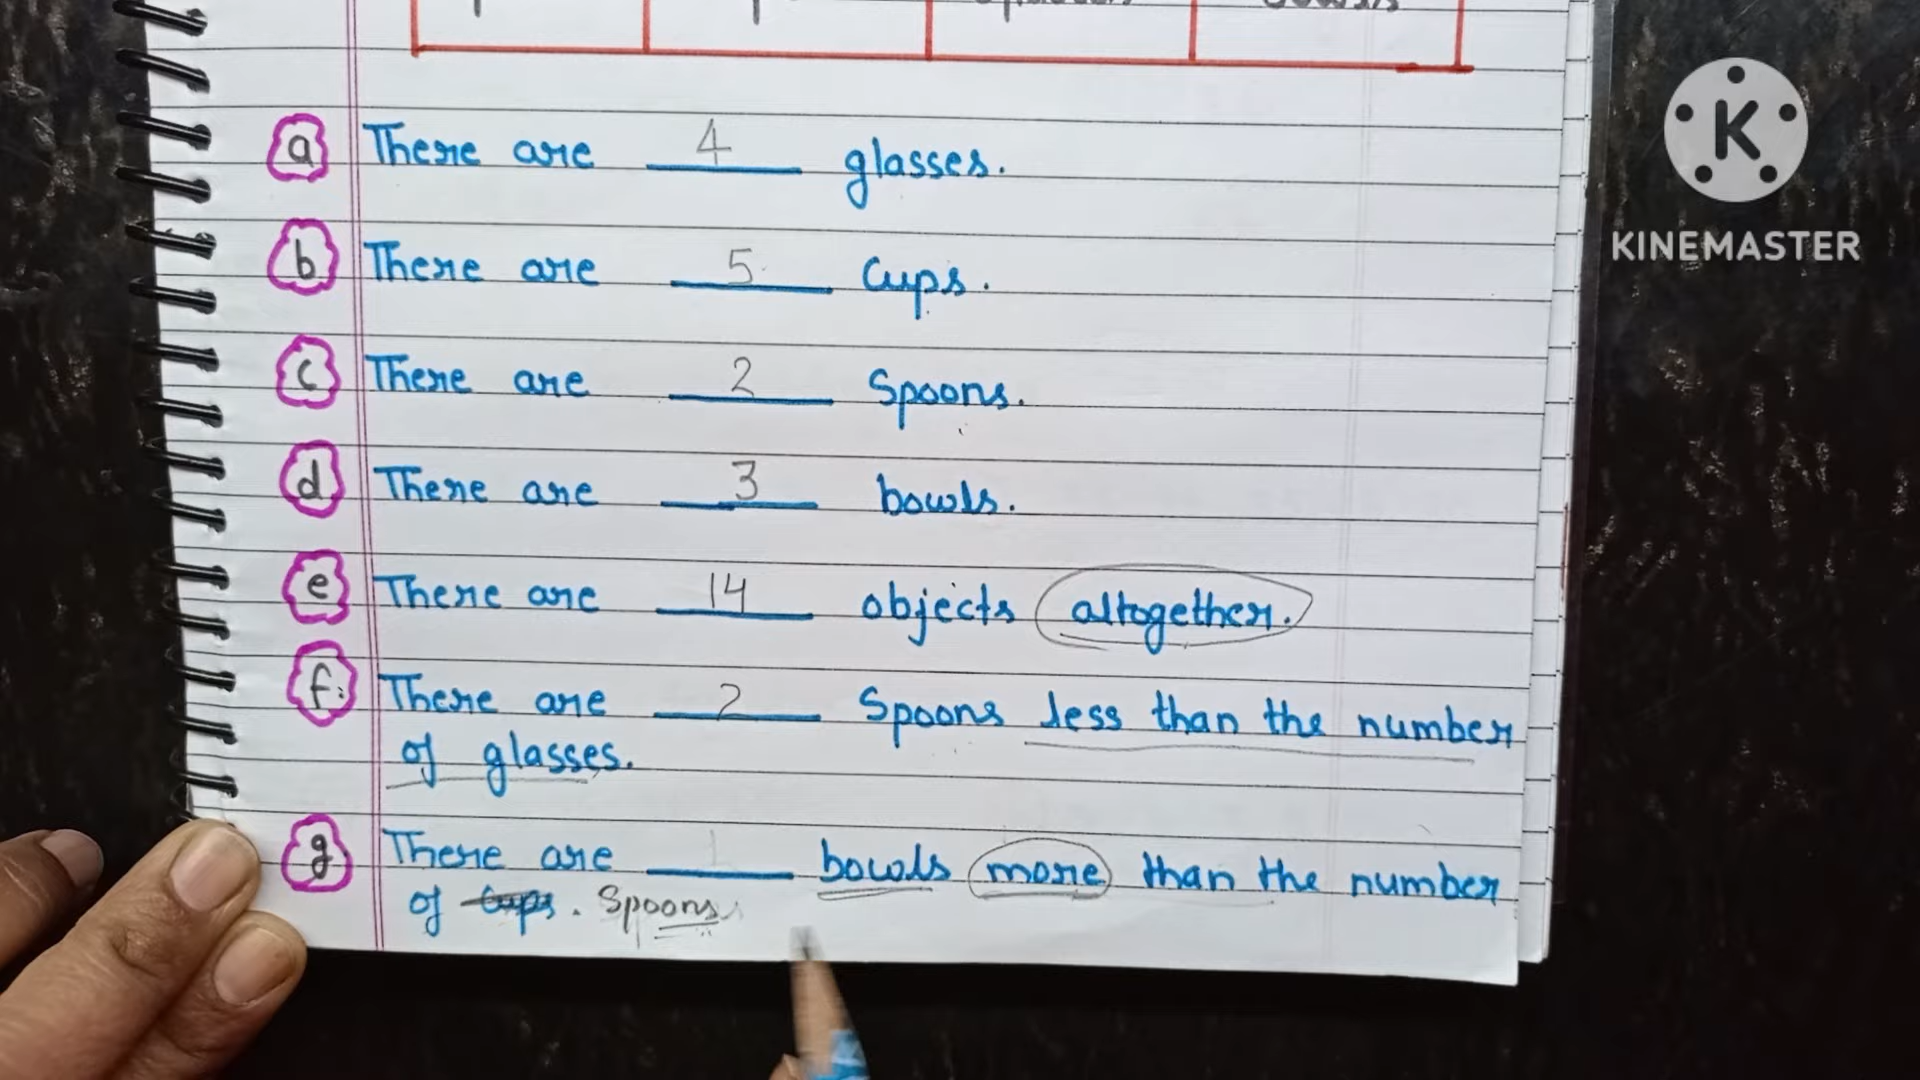 K
KINEMASTER
a There are 4 glasses.
b There are 5 Cups.
c There are 2 Spoons.
d There are 3 bowls.
e There are 14 objects altogether.
f. There are 2 Spoons less than the number
of glasses.
g There are 1 bowls more than the number
of Cups. Spoons